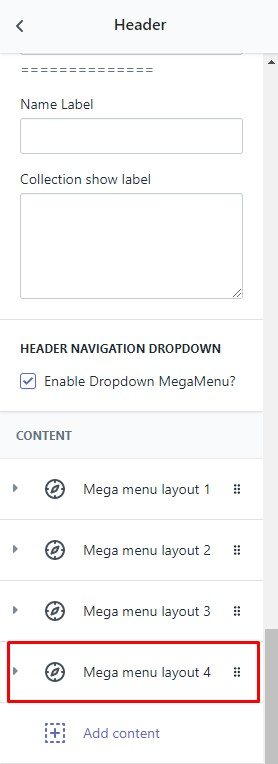 Header
==============
Name Label
Collection show label
HEADER NAVIGATION DROPDOWN
Enable Dropdown MegaMenu?
CONTENT
Mega menu layout 1
Mega menu layout 2
Mega menu layout 3
Mega menu layout 4
Add content